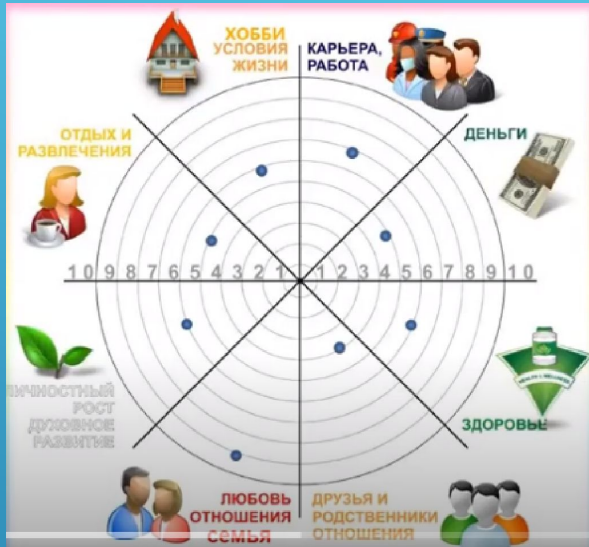 ХОББИ
УСЛОВИЯ
ЖИЗНИ
КАРЬЕРА,
РАБОТА
ОТДЫХ И
РАЗВЛЕЧЕНИЯ
ДЕНЬГИ
10 9 8 7 6 5 4 3 2 1 1 2 3 4 5 6 7 8 9 10
ЛИЧНОСТНЫЙ
РОСТ
ДУХОВНОЕ
РАЗВИТИЕ
ЗДОРОВЬЕ
ЛЮБОВЬ
ОТНОШЕНИЯ
СЕМЬЯ
ДРУЗЬЯ И
РОДСТВЕННИКИ
ОТНОШЕНИЯ